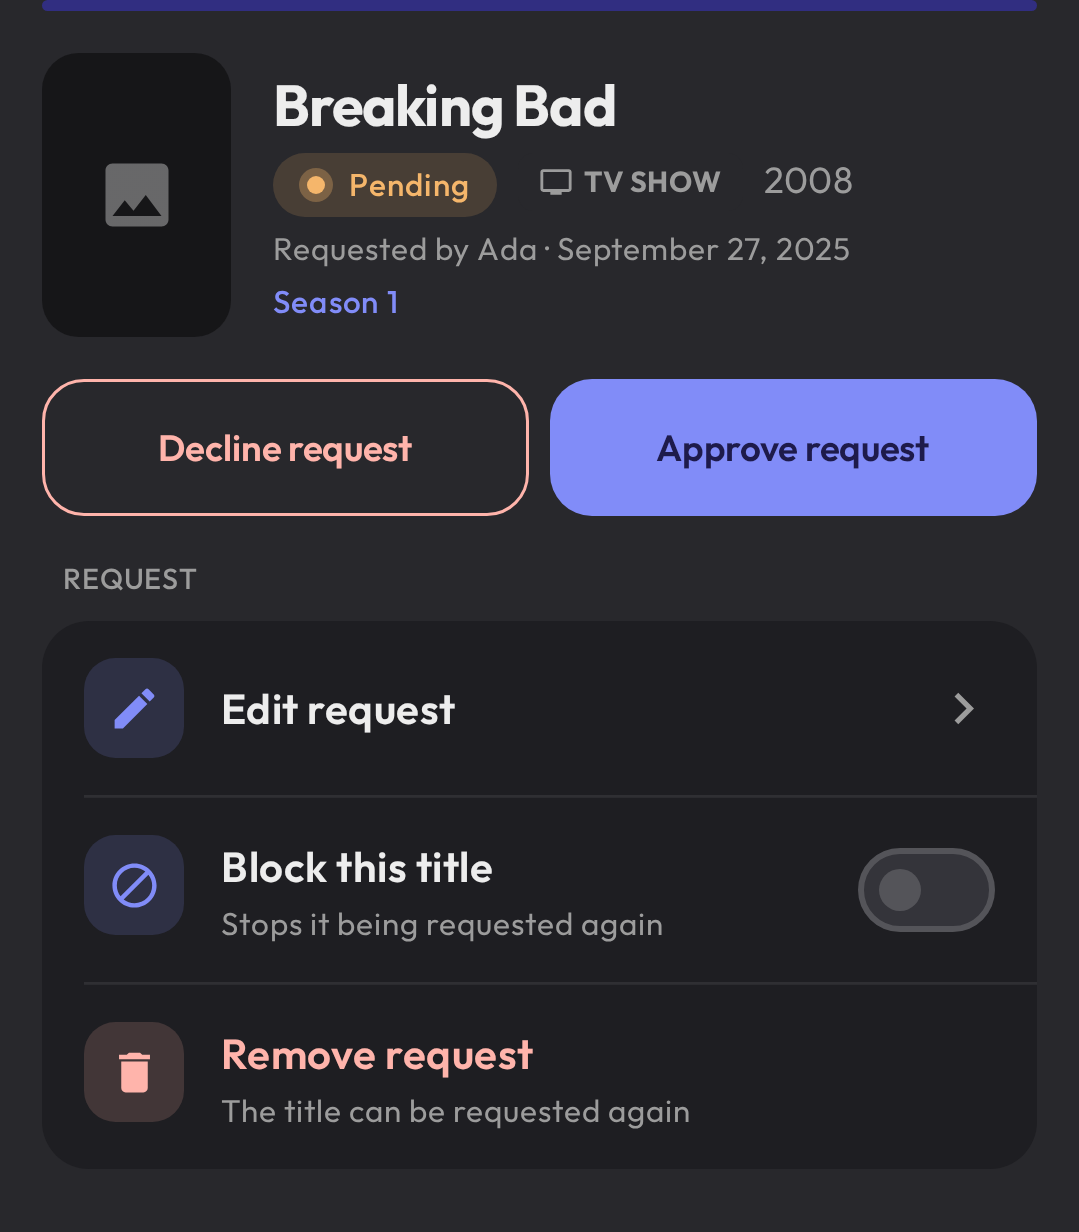 Breaking Bad
Pending
TV SHOW
2008
Requested by Ada · September 27, 2025
Season 1
Decline request
Approve request
REQUEST
Edit request
Block this title
Stops it being requested again
Remove request
The title can be requested again